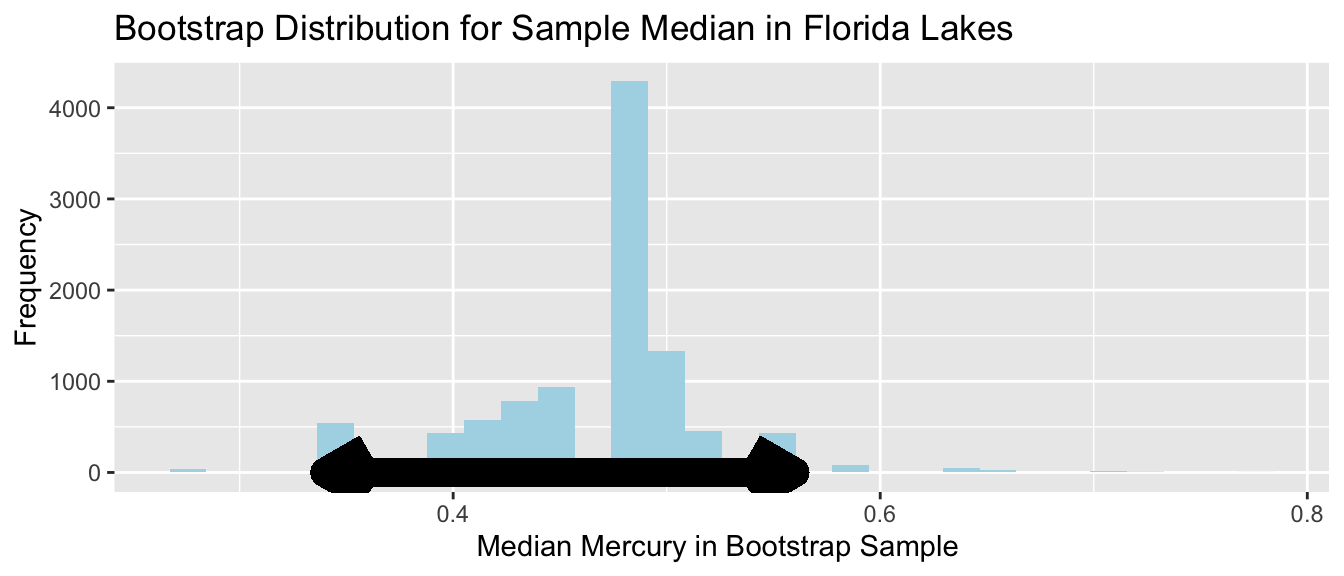 Bootstrap Distribution for Sample Median in Florida Lakes
Frequency
4000
3000
2000
1000
0
0.4 0.6 0.8
Median Mercury in Bootstrap Sample